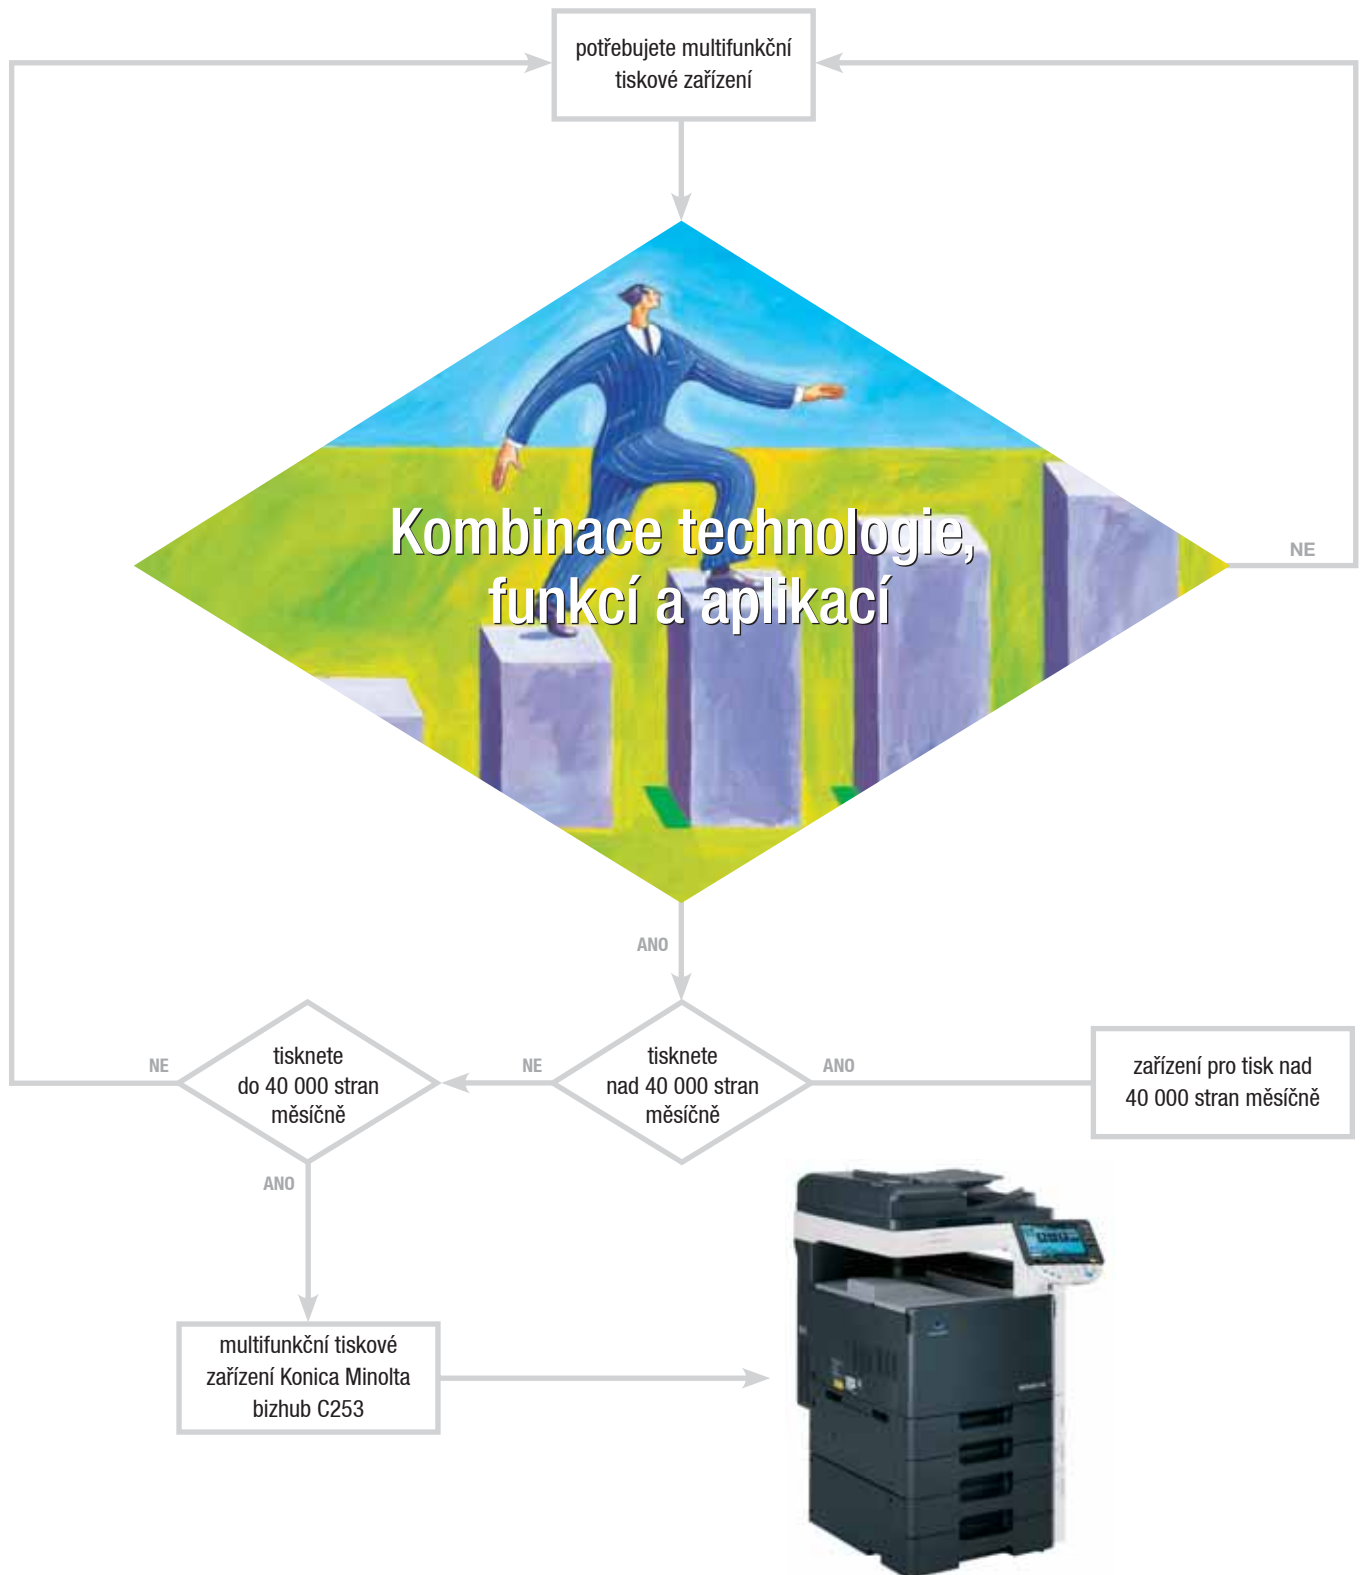 potřebujete multifunkční
tiskové zařízení
Kombinace technologie,
funkcí a aplikací
NE
ANO
NE
tisknete
do 40 000 stran
měsíčně
NE
tisknete
nad 40 000 stran
měsíčně
ANO
zařízení pro tisk nad
40 000 stran měsíčně
ANO
multifunkční tiskové
zařízení Konica Minolta
bizhub C253